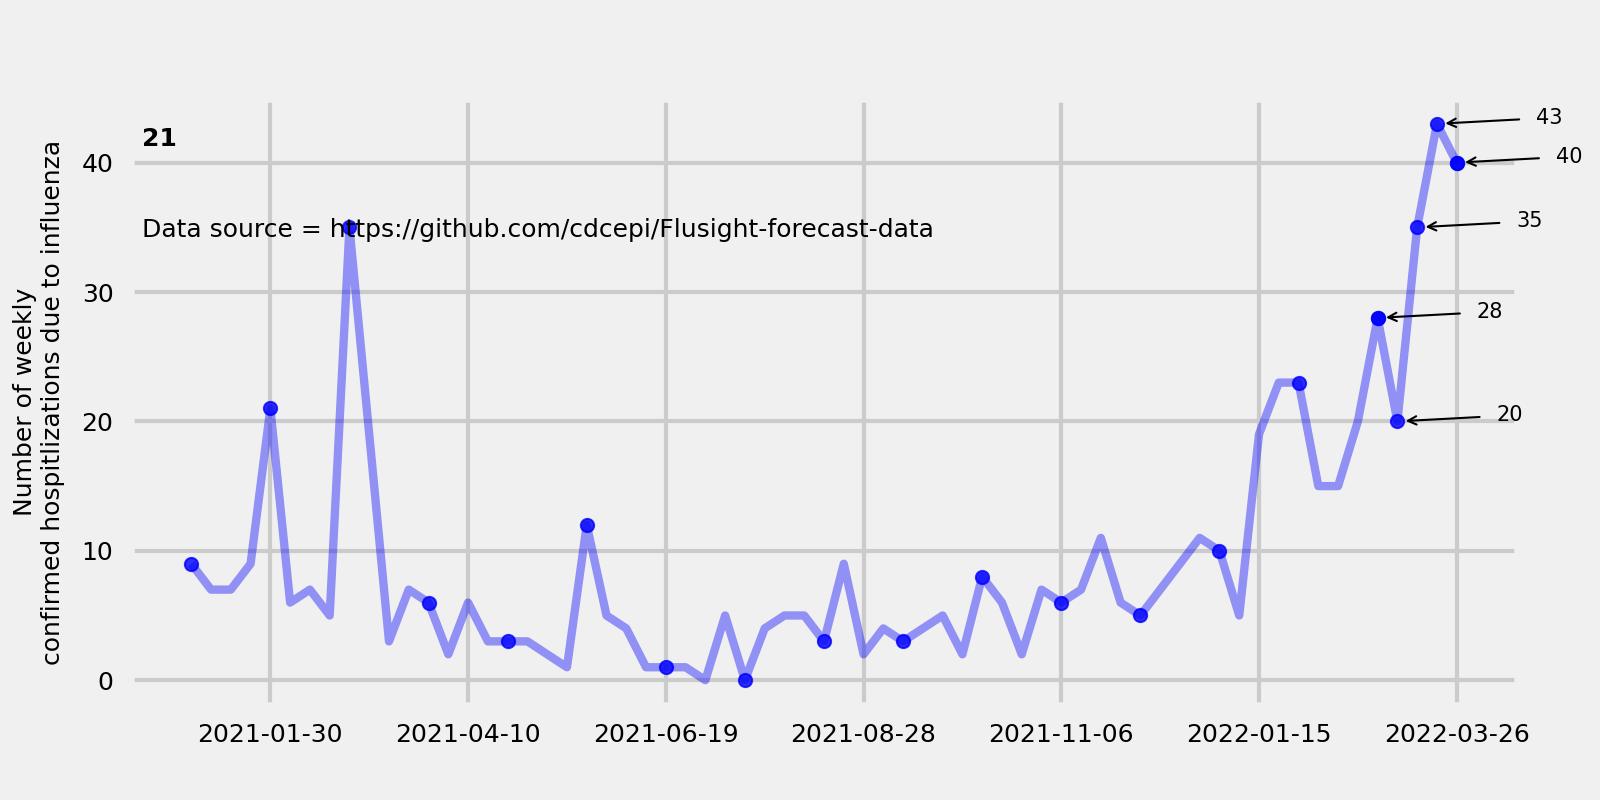 21
Data source = https://github.com/cdcepi/Flusight-forecast-data
Number of weekly
confirmed hospitlizations due to influenza
40
30
20
10
0
43
40
35
28
20
2021-01-30 2021-04-10 2021-06-19 2021-08-28 2021-11-06 2022-01-15 2022-03-26